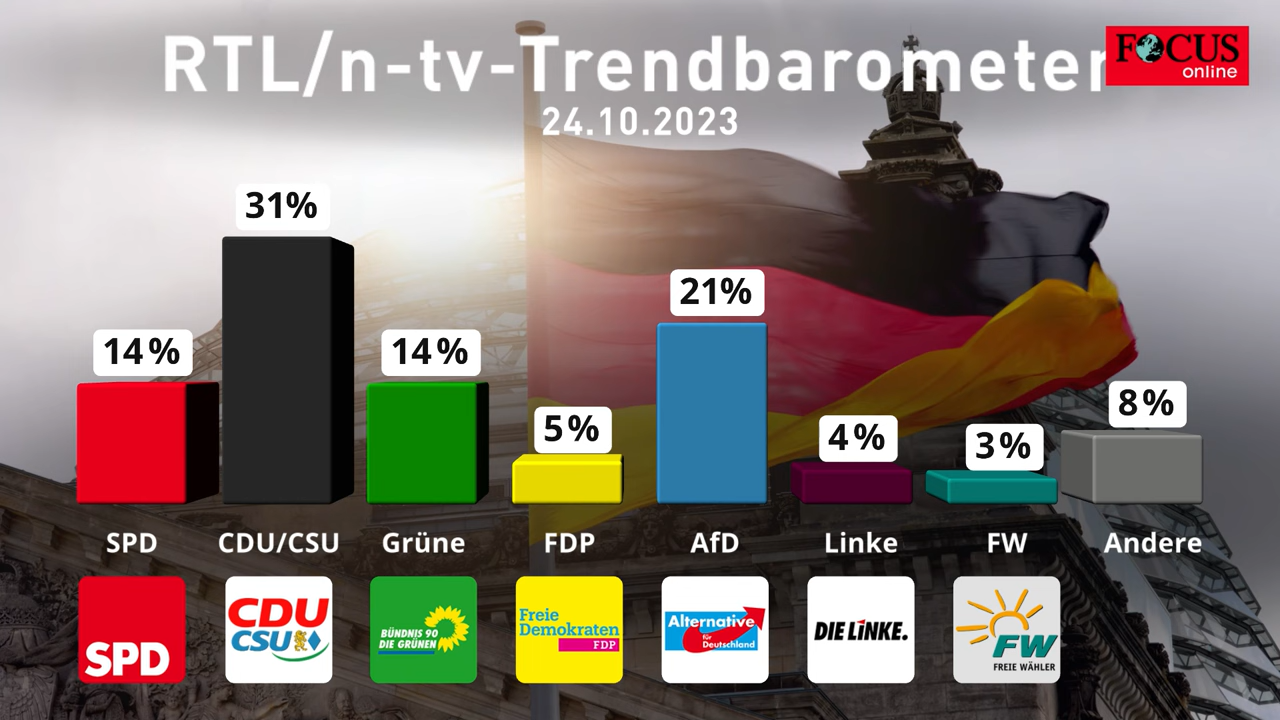 RTL/n-tv-Trendbarometer
FOCUS
online
24.10.2023
14%
31%
14%
5%
21%
4%
3%
8%
SPD
CDU/CSU
Grüne
FDP
AfD
Linke
FW
Andere
SPD
CDU
CSU
BÜNDNIS 90
DIE GRÜNEN
Freie
Demokraten
FDP
Alternative
für
Deutschland
DIE LINKE.
FW
FREIE WÄHLER